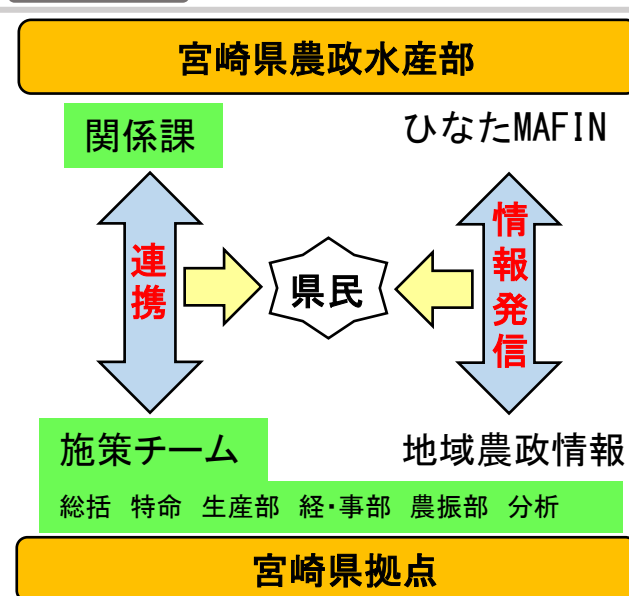 宮崎県農政水産部
関係課
ひなたMAFIN
連携
県民
情報発信
施策チーム
地域農政情報
総括 特命 生産部 経・事部 農振部 分析
宮崎県拠点